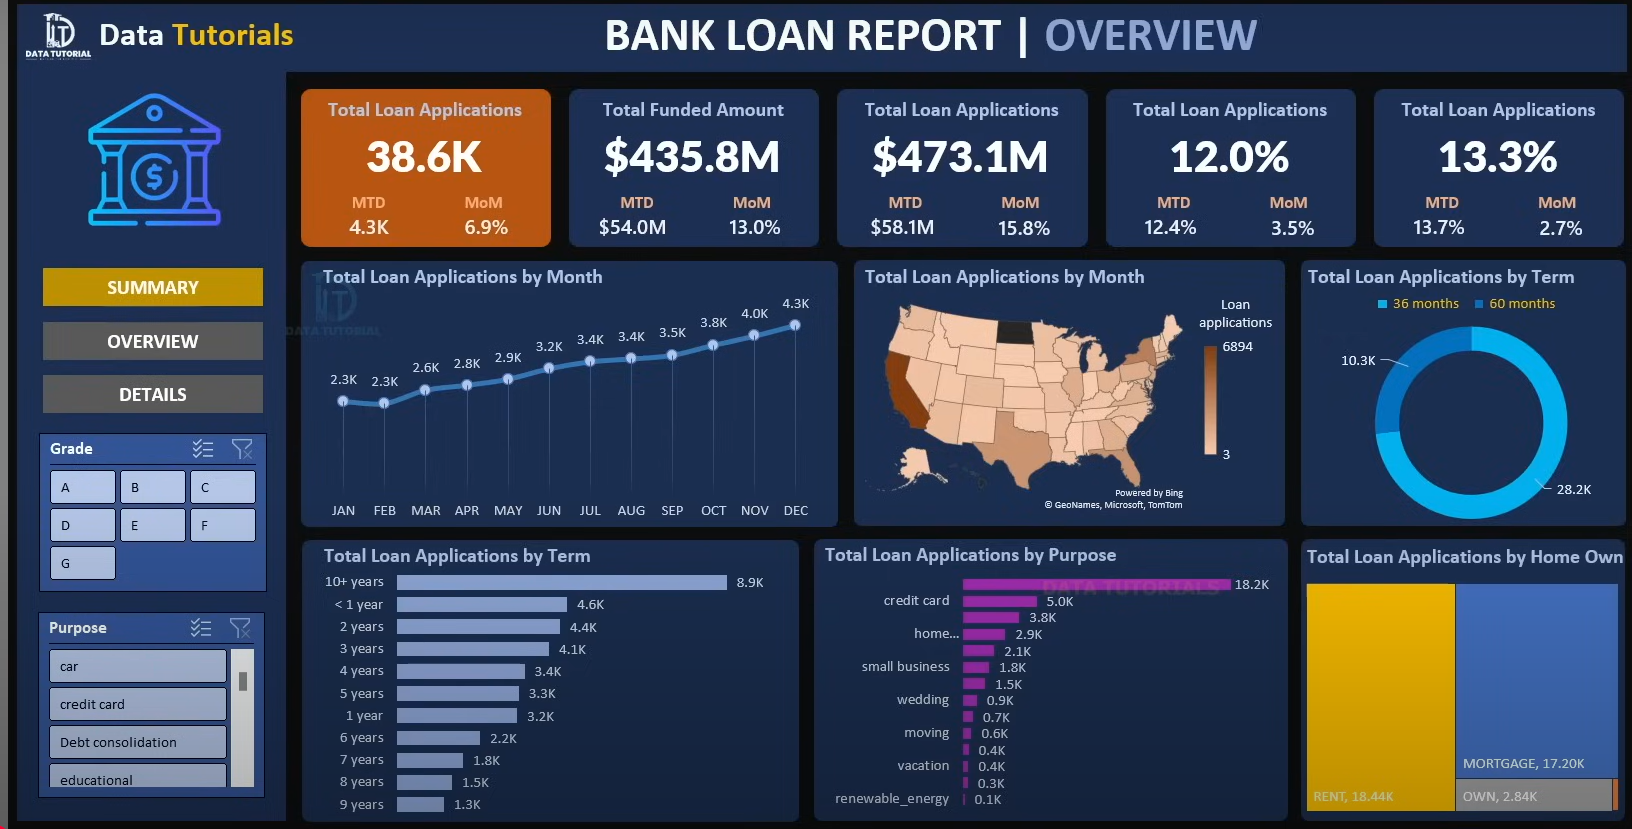 DATA TUTORIAL
Data Tutorials
BANK LOAN REPORT | OVERVIEW
Total Loan Applications
38.6K
MTD
MoM
4.3K
6.9%
Total Funded Amount
$435.8M
MTD
MoM
$54.0M
13.0%
Total Loan Applications
$473.1M
MTD
MoM
$58.1M
15.8%
Total Loan Applications
12.0%
MTD
MoM
12.4%
3.5%
Total Loan Applications
13.3%
MTD
MoM
13.7%
2.7%
SUMMARY
OVERVIEW
DETAILS
Grade
A
B
C
D
E
F
G
Purpose
car
credit card
Debt consolidation
educational
Total Loan Applications by Month
DATA TUTORIAL
2.3K
2.3K
2.6K
2.8K
2.9K
3.2K
3.4K
3.4K
3.5K
3.8K
4.0K
4.3K
JAN FEB MAR APR MAY JUN JUL AUG SEP OCT NOV DEC
Total Loan Applications by Month
Loan
applications
6894
3
Powered by Bing
© GeoNames, Microsoft, TomTom
Total Loan Applications by Term
36 months
60 months
10.3K
28.2K
Total Loan Applications by Term
10+ years 8.9K
< 1 year 4.6K
2 years 4.4K
3 years 4.1K
4 years 3.4K
5 years 3.3K
1 year 3.2K
6 years 2.2K
7 years 1.8K
8 years 1.5K
9 years 1.3K
Total Loan Applications by Purpose
DATA TUTORIALS
18.2K
credit card 5.0K
3.8K
home... 2.9K
2.1K
small business 1.8K
1.5K
wedding 0.9K
0.7K
moving 0.6K
0.4K
vacation 0.4K
0.3K
renewable_energy 0.1K
Total Loan Applications by Home Own
RENT, 18.44K
MORTGAGE, 17.20K
OWN, 2.84K